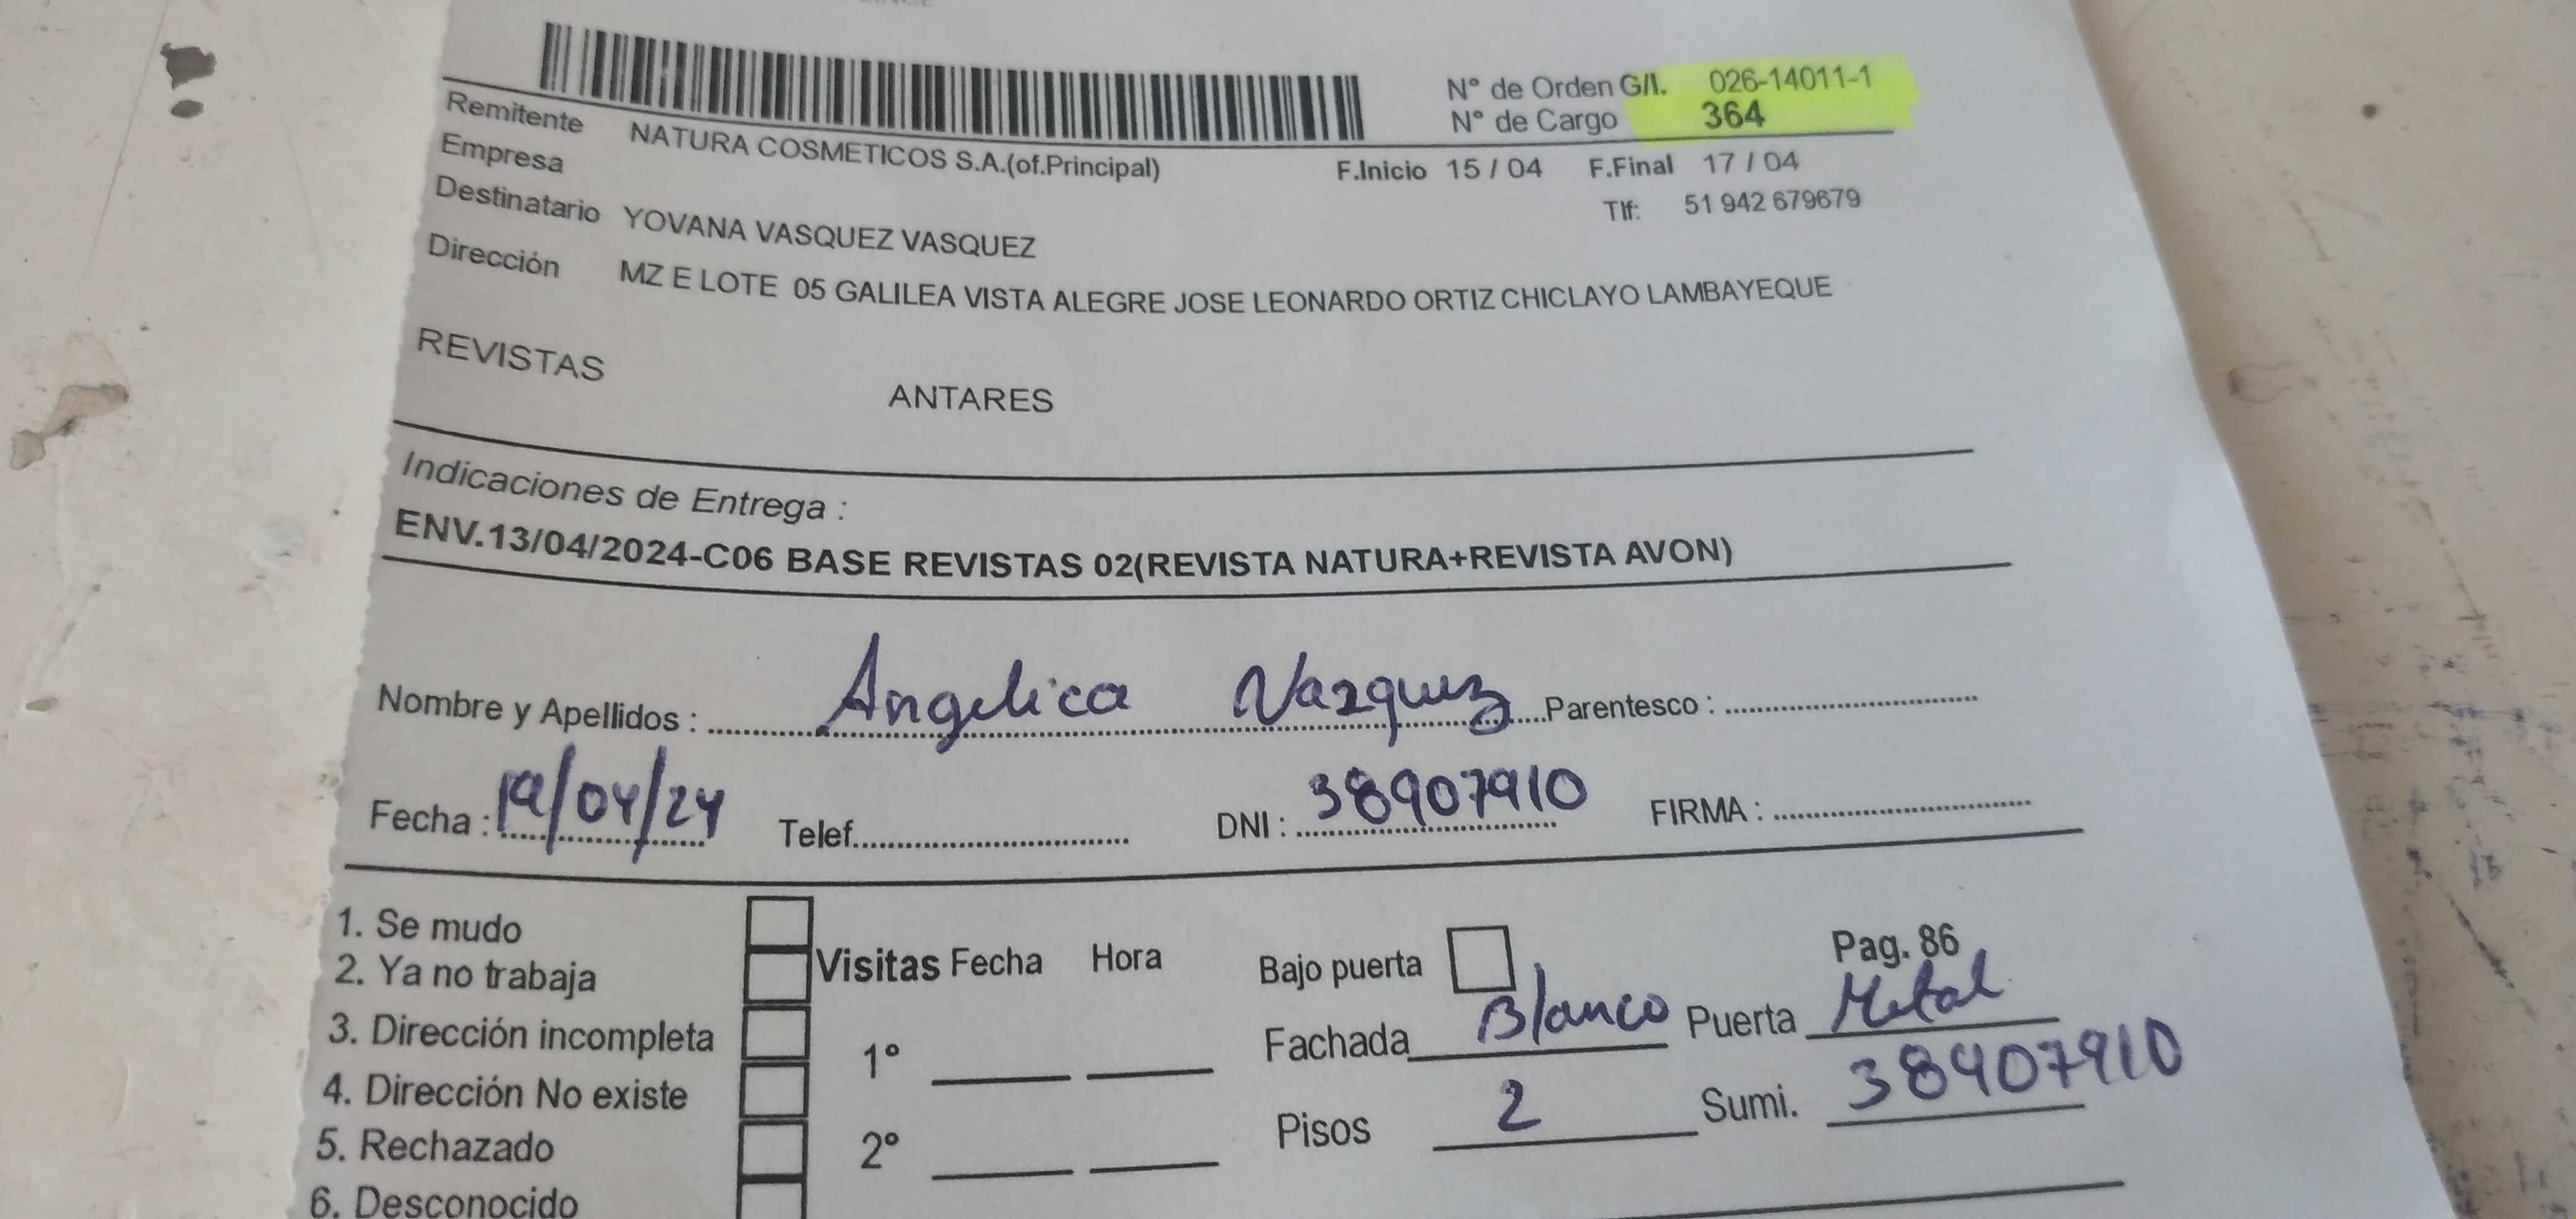 N° de Orden G/I. 026-14011-1
N° de Cargo 364
Remitente NATURA COSMETICOS S.A.(of.Principal)
F.Inicio 15 / 04 F.Final 17 / 04
Empresa
Tlf: 51 942 679679
Destinatario YOVANA VASQUEZ VASQUEZ
Dirección MZ E LOTE 05 GALILEA VISTA ALEGRE JOSE LEONARDO ORTIZ CHICLAYO LAMBAYEQUE
REVISTAS
ANTARES
Indicaciones de Entrega :
ENV.13/04/2024-C06 BASE REVISTAS 02(REVISTA NATURA+REVISTA AVON)
Nombre y Apellidos : Angelica Vazquez Parentesco :
Fecha : 19/04/24 Telef. DNI : 38907910 FIRMA :
1. Se mudo
2. Ya no trabaja
3. Dirección incompleta
4. Dirección No existe
5. Rechazado
6. Desconocido
Visitas Fecha Hora
1°
2°
Bajo puerta
Pag. 86
Fachada Blanco Puerta Metal
Pisos 2 Sumi. 38907910